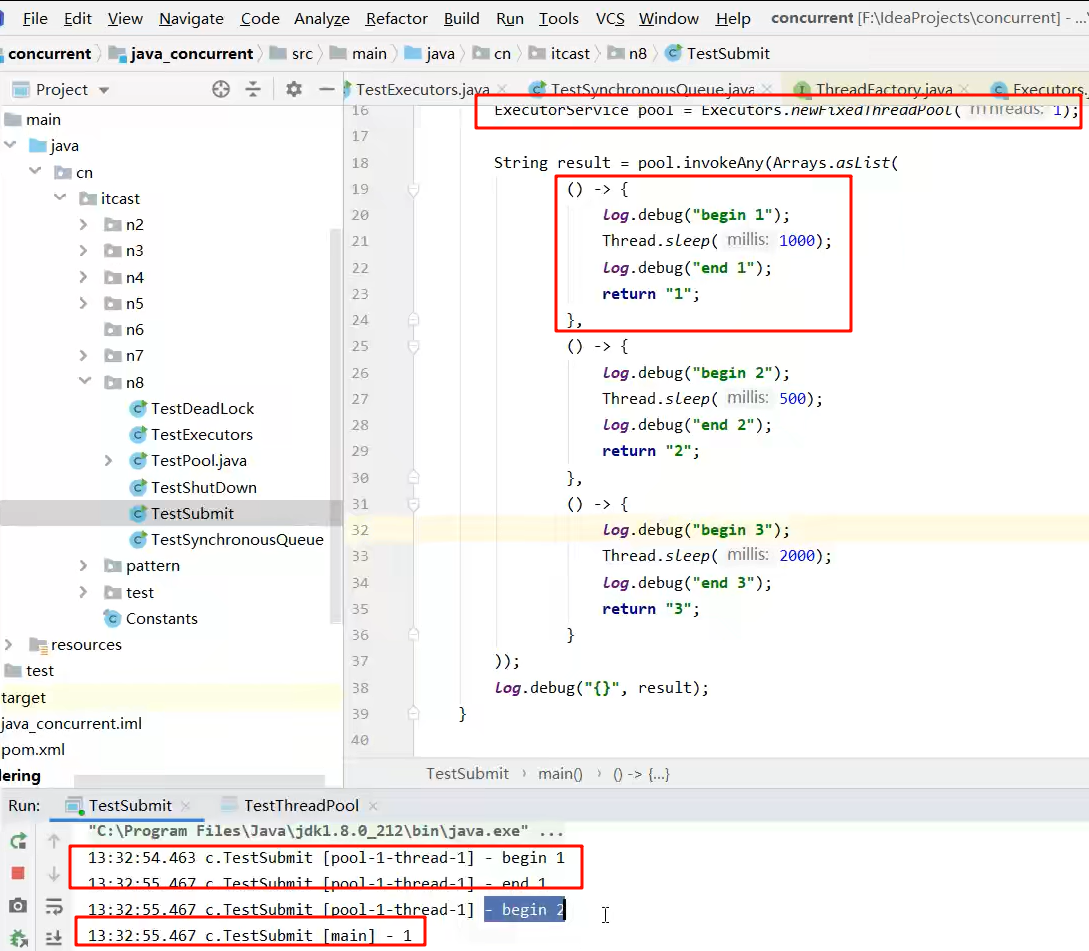 File Edit View Navigate Code Analyze Refactor Build Run Tools VCS Window Help concurrent [F:\IdeaProjects\concurrent] - ...\
concurrent java_concurrent src main java cn itcast n8 TestSubmit
Project
TestExecutors.java TestSynchronousQueue.java ThreadFactory.java Executors.
main
java
cn
itcast
n2
n3
n4
n5
n6
n7
n8
TestDeadLock
TestExecutors
TestPool.java
TestShutDown
TestSubmit
TestSynchronousQueue
pattern
test
Constants
resources
test
target
java_concurrent.iml
pom.xml
16 ExecutorService pool = Executors.newFixedThreadPool( nThreads: 1);
17
18 String result = pool.invokeAny(Arrays.asList(
19 () -> {
20 log.debug("begin 1");
21 Thread.sleep( millis: 1000);
22 log.debug("end 1");
23 return "1";
24 },
25 () -> {
26 log.debug("begin 2");
27 Thread.sleep( millis: 500);
28 log.debug("end 2");
29 return "2";
30 },
31 () -> {
32 log.debug("begin 3");
33 Thread.sleep( millis: 2000);
34 log.debug("end 3");
35 return "3";
36 }
37 ));
38 log.debug("{}", result);
39 }
40
TestSubmit › main() › () -> {...}
Run: TestSubmit TestThreadPool
"C:\Program Files\Java\jdk1.8.0_212\bin\java.exe" ...
13:32:54.463 c.TestSubmit [pool-1-thread-1] - begin 1
13:32:55.467 c.TestSubmit [pool-1-thread-1] - end 1
13:32:55.467 c.TestSubmit [pool-1-thread-1] - begin 2
13:32:55.467 c.TestSubmit [main] - 1